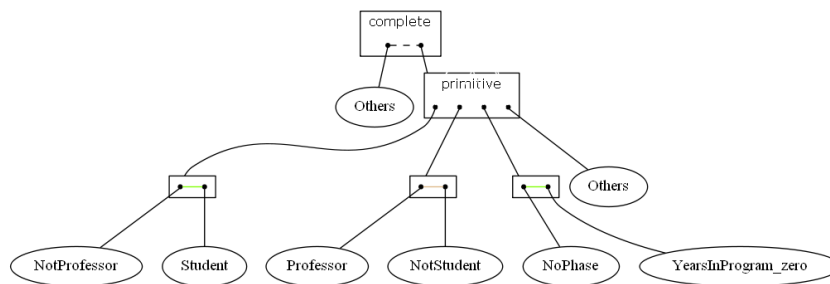 complete
Others
primitive
Others
NotProfessor
Student
Professor
NotStudent
NoPhase
YearsInProgram_zero